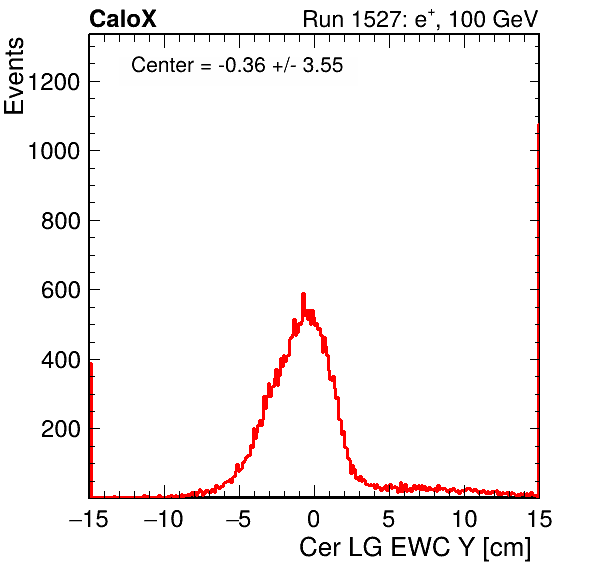 CaloX
Run 1527: e⁺, 100 GeV
Center = -0.36 +/- 3.55
Events
1200
1000
800
600
400
200
−15 −10 −5 0 5 10 15
Cer LG EWC Y [cm]